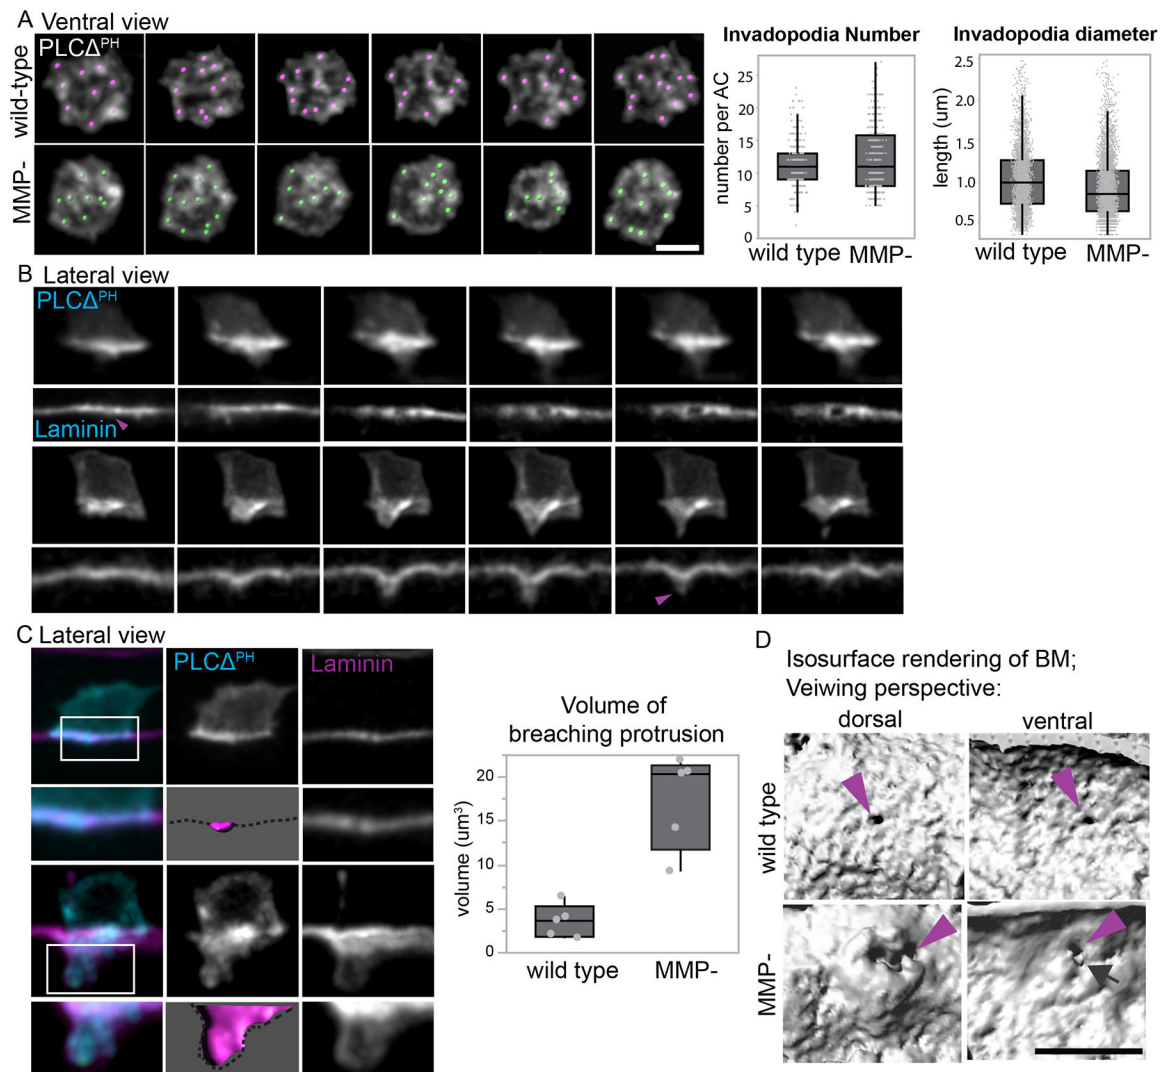 A Ventral view
PLCΔPH
wild-type
MMP-
Invadopodia Number
number per AC
25
20
15
10
5
0
wild type MMP-
Invadopodia diameter
length (um)
2.5
2.0
1.5
1.0
0.5
wild type MMP-
B Lateral view
PLCΔPH
Laminin
C Lateral view
PLCΔPH
Laminin
Volume of
breaching protrusion
volume (um³)
20
15
10
5
0
wild type MMP-
D
Isosurface rendering of BM;
Veiwing perspective:
dorsal ventral
wild type
MMP-